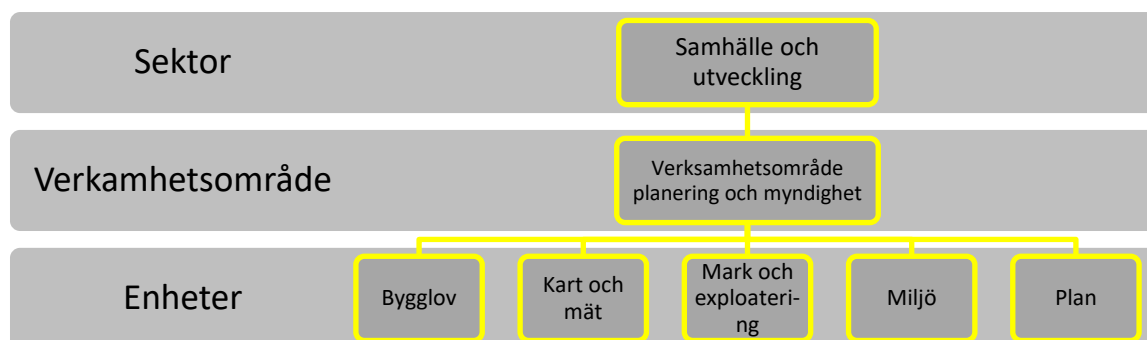 Sektor
Samhälle och
utveckling
Verkamhetsområde
Verksamhetsområde
planering och myndighet
Enheter
Bygglov
Kart och
mät
Mark och
exploateri-
ng
Miljö
Plan